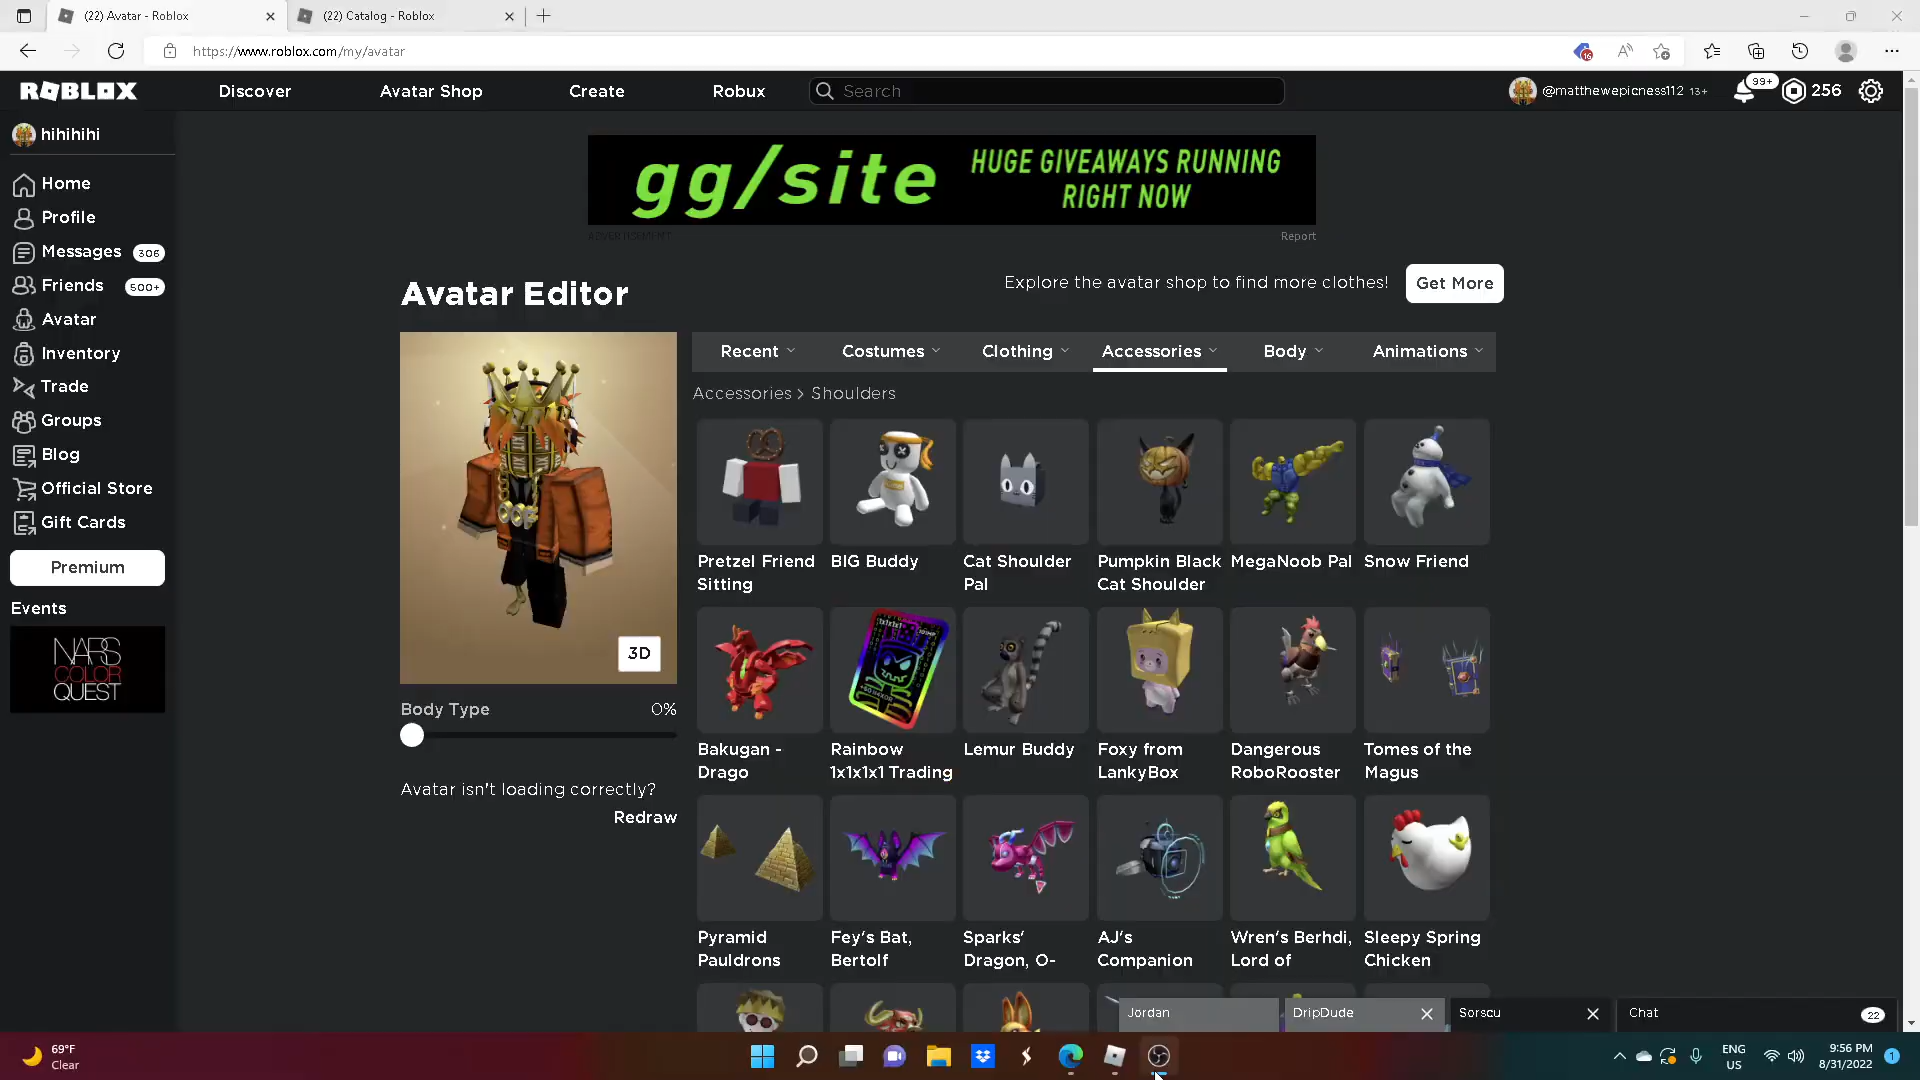 (22) Avatar - Roblox
(22) Catalog - Roblox
https://www.roblox.com/my/avatar
16
ROBLOX
Discover
Avatar Shop
Create
Robux
Search
@matthewepicness112 13+
99+
256
hihihihi
Home
Profile
Messages 306
Friends 500+
Avatar
Inventory
Trade
Groups
Blog
Official Store
Gift Cards
Premium
Events
NARS
COLOR
QUEST
gg/site
HUGE GIVEAWAYS RUNNING
RIGHT NOW
ADVERTISEMENT
Report
Avatar Editor
Explore the avatar shop to find more clothes!
Get More
3D
Body Type 0%
Avatar isn't loading correctly?
Redraw
Recent
Costumes
Clothing
Accessories
Body
Animations
Accessories > Shoulders
Pretzel Friend
Sitting
BIG Buddy
Cat Shoulder
Pal
Pumpkin Black
Cat Shoulder
MegaNoob Pal
Snow Friend
Bakugan -
Drago
Rainbow
1x1x1x1 Trading
Lemur Buddy
Foxy from
LankyBox
Dangerous
RoboRooster
Tomes of the
Magus
Pyramid
Pauldrons
Fey's Bat,
Bertolf
Sparks'
Dragon, O-
AJ's
Companion
Wren's Berhdi,
Lord of
Sleepy Spring
Chicken
Jordan
DripDude
Sorscu
Chat
22
69°F
Clear
ENG
US
9:56 PM
8/31/2022
1